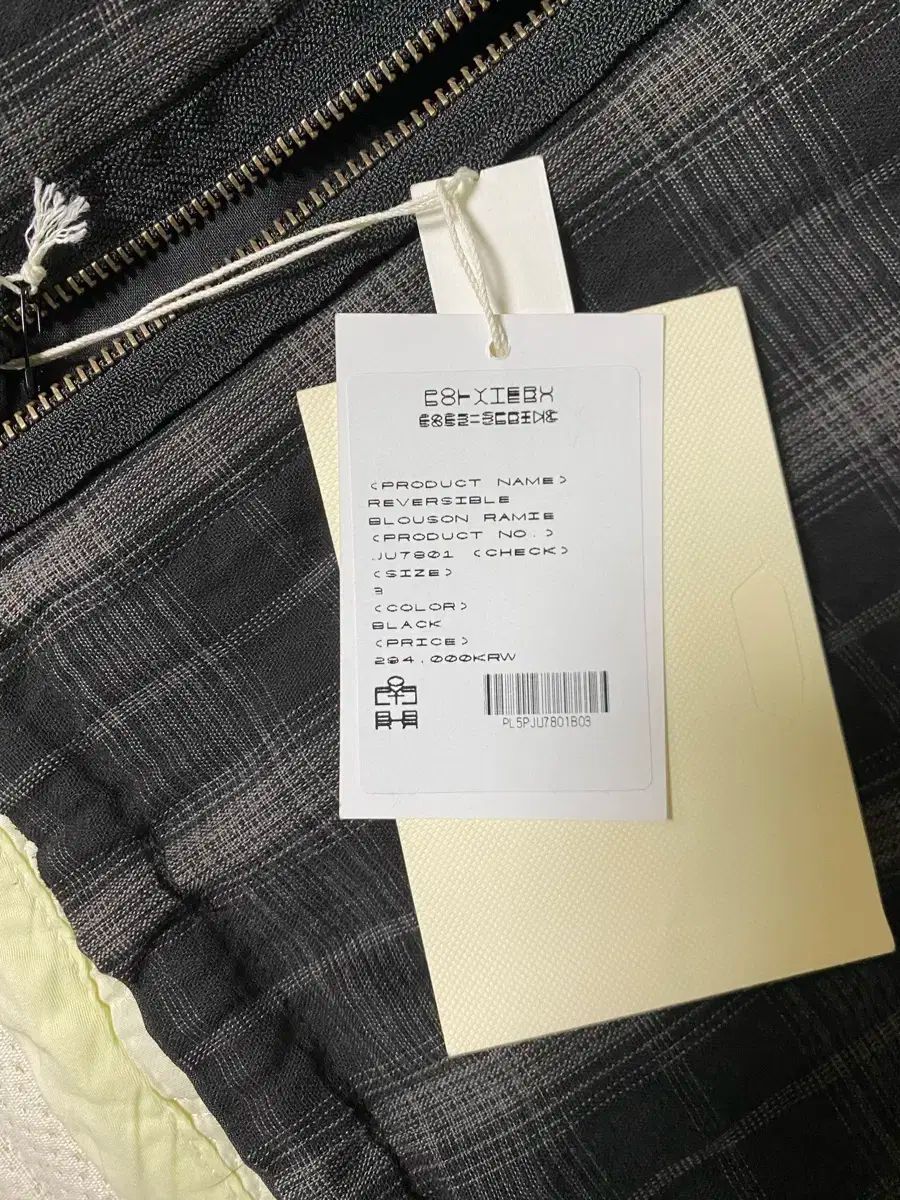 <PRODUCT NAME>
REVERSIBLE
BLOUSON RAMIE
<PRODUCT NO.>
JU7801 <CHECK>
<SIZE>
3
<COLOR>
BLACK
<PRICE>
294,000KRW
PL5PJU7801B03